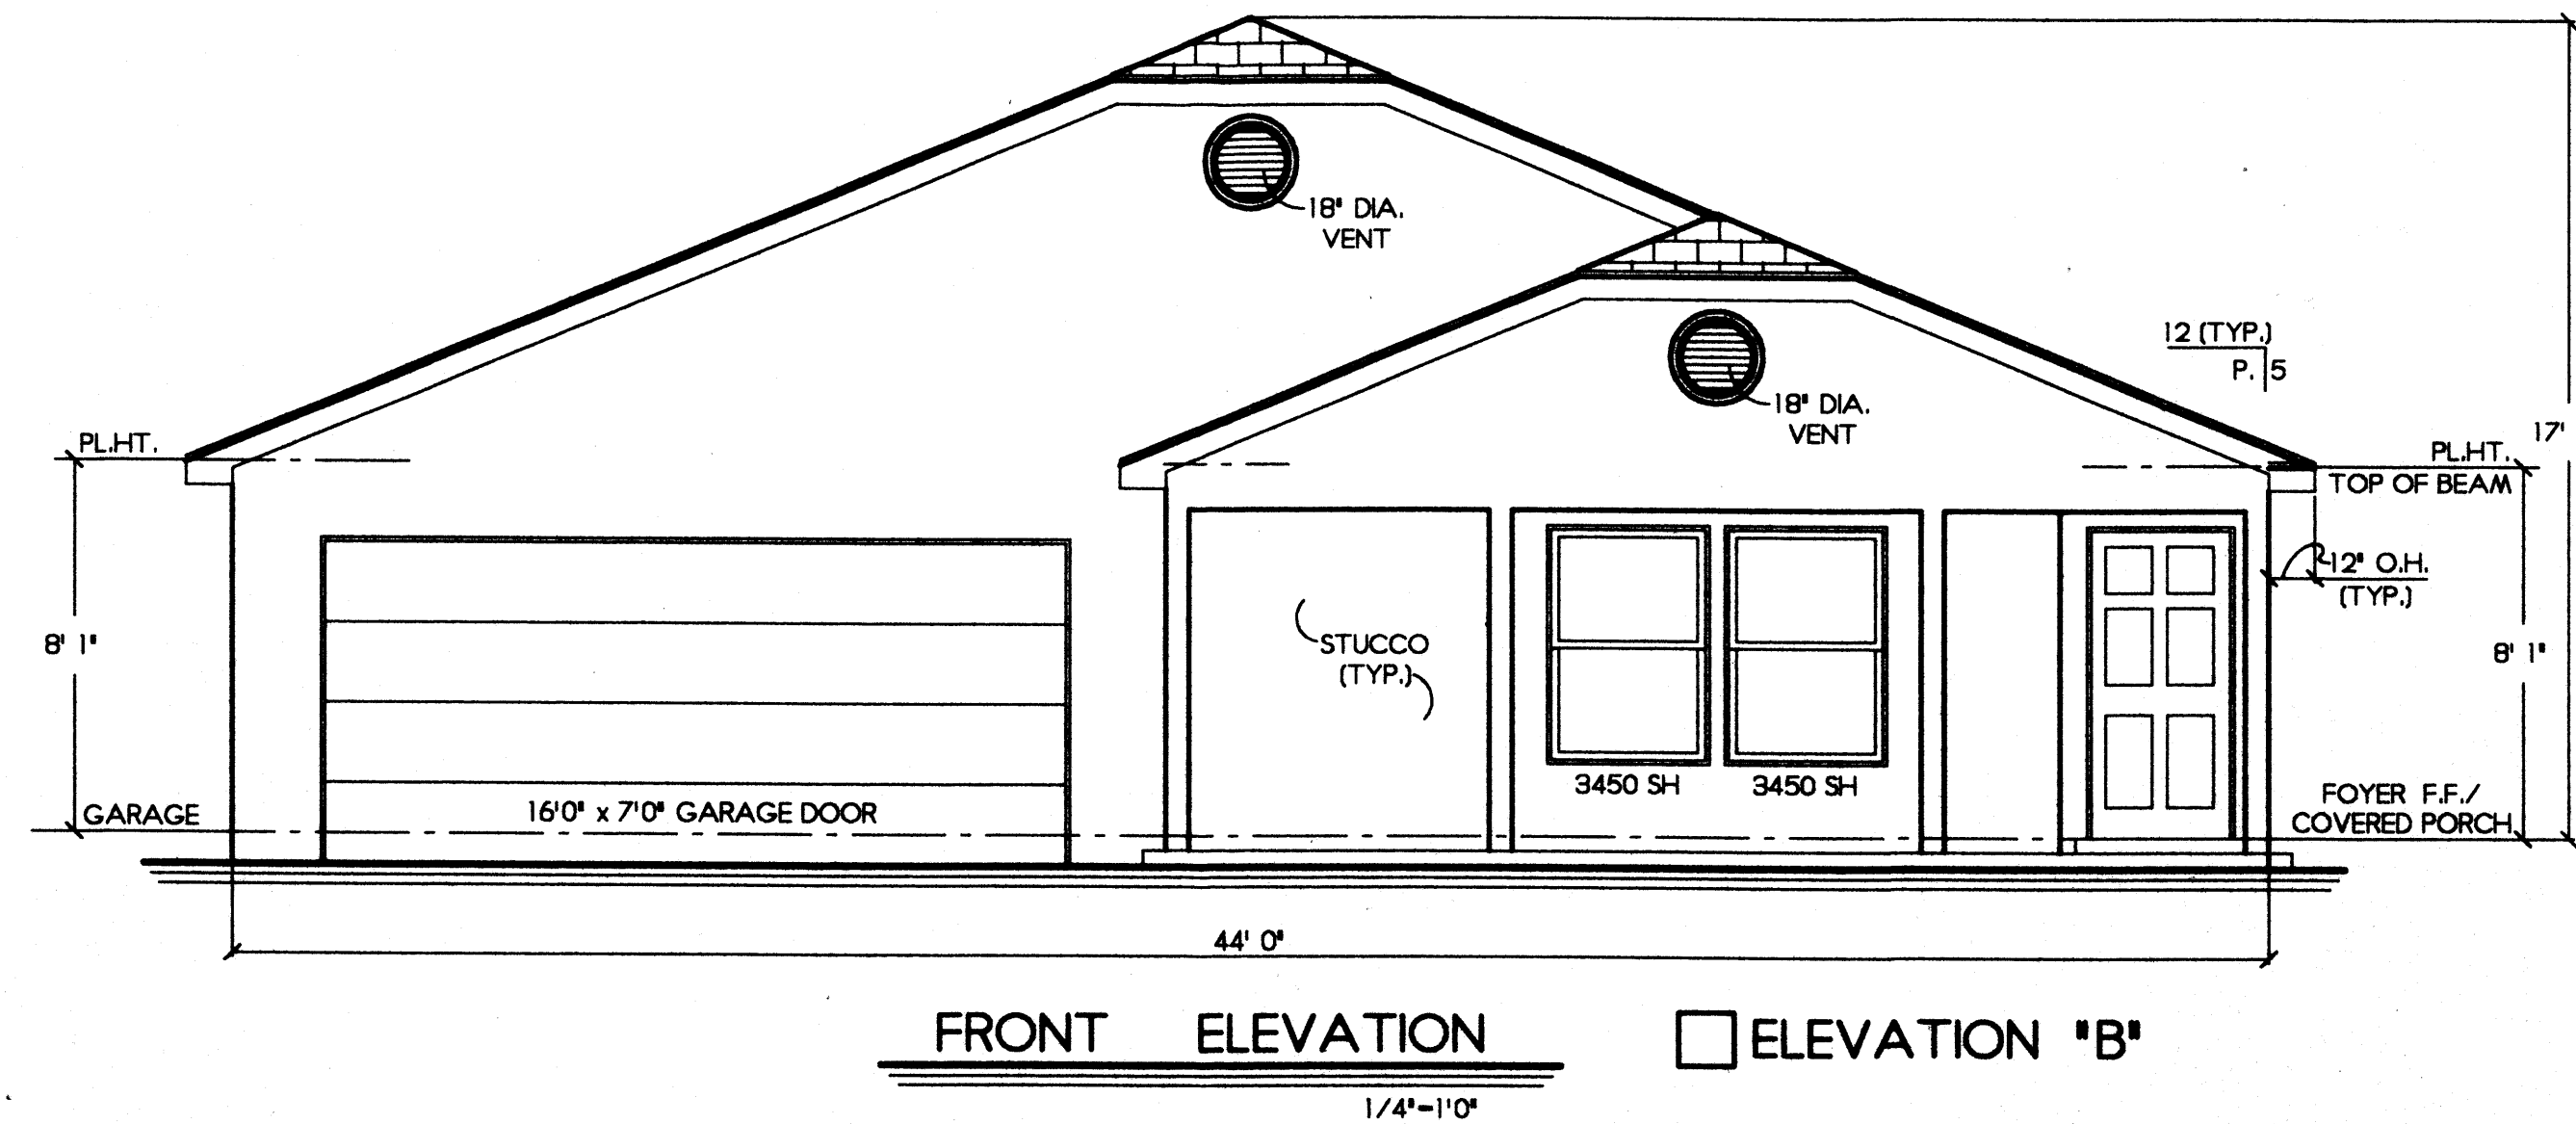 18" DIA.
VENT
18" DIA.
VENT
12 (TYP.)
P. 5
17'
PL.HT.
PL.HT.
TOP OF BEAM
12" O.H.
(TYP.)
8' 1"
STUCCO
(TYP.)
8' 1"
3450 SH
3450 SH
GARAGE
16'0" x 7'0" GARAGE DOOR
FOYER F.F./
COVERED PORCH
44' 0"
FRONT ELEVATION
ELEVATION "B"
1/4"-1'0"